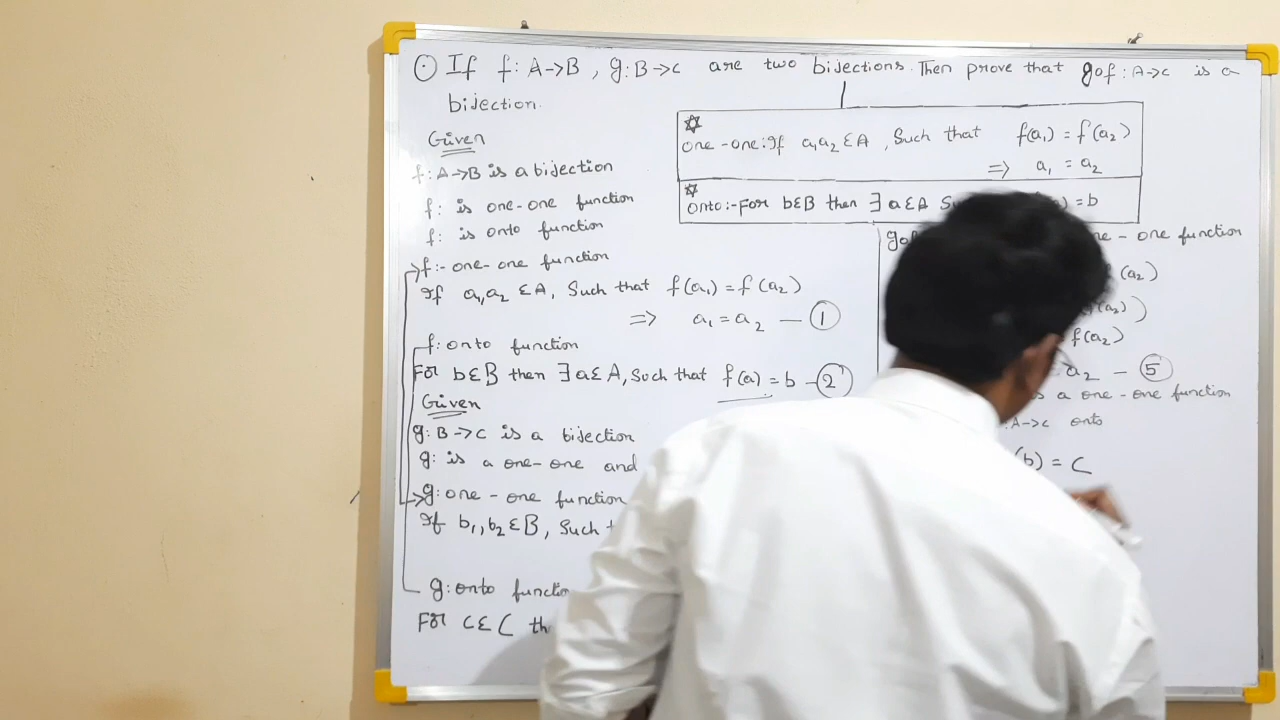 If f: A→B, g: B→c are two bijections. Then prove that gof: A→c is a
bijection.
one-one: If a₁a₂ ε A, Such that f(a₁) = f(a₂)
⇒ a₁ = a₂
onto:- For bεB then ∃ aεA = b
Given
f: A→B is a bijection
f: is one-one function
f: is onto function
f:- one-one function
If a₁,a₂ εA, Such that f(a₁) = f(a₂)
⇒ a₁ = a₂ — ①
f: onto function
For bεB then ∃aεA, Such that f(a) = b — ②
Given
g: B→c is a bijection
g: is a one-one and
g: one-one function
If b₁,b₂ εB, Such
g: onto function
For cεC
gof one function
(a₂)
(a₂))
f(a₂)
a₂ — ⑤
a one-one function
A→c onto
(b) = C